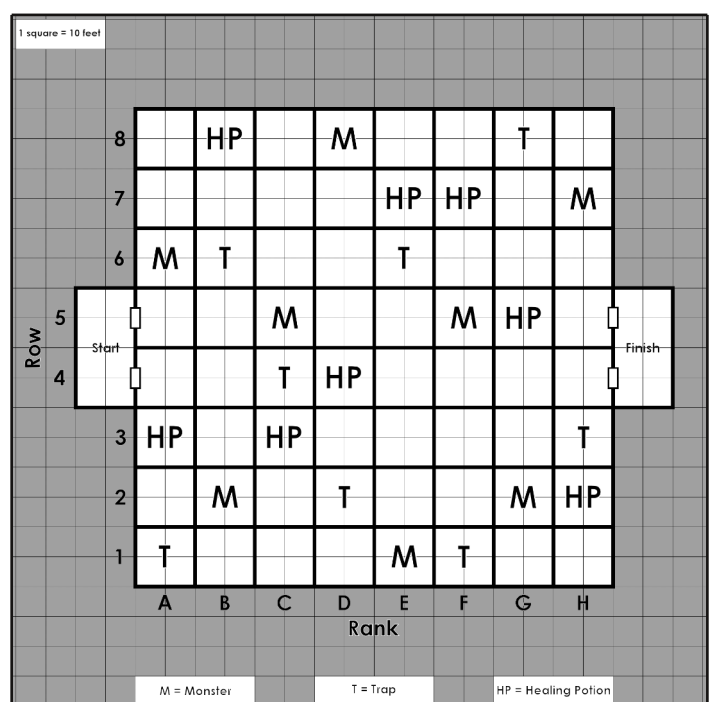 1 square = 10 feet
8 HP M T
7 HP HP M
6 M T T
5 M M HP
Row Start Finish
4 T HP
3 HP HP T
2 M T M HP
1 T M T
A B C D E F G H
Rank
M = Monster T = Trap HP = Healing Potion